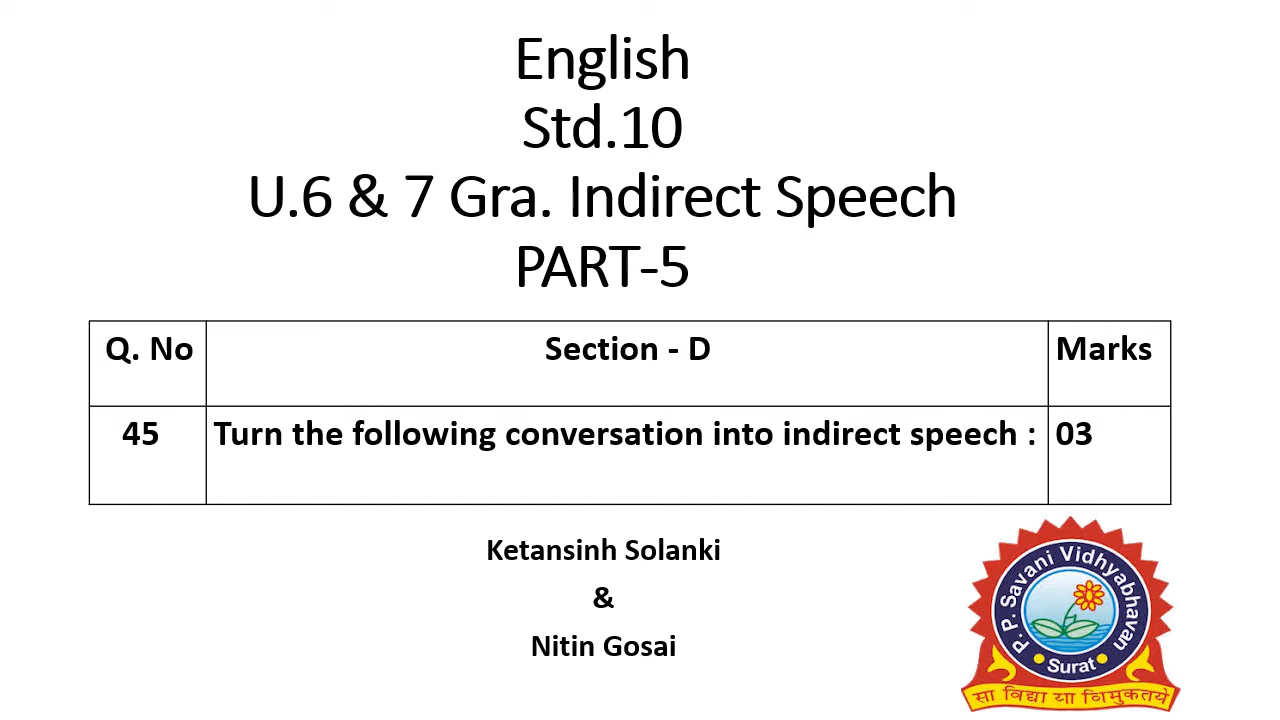 English
Std.10
U.6 & 7 Gra. Indirect Speech
PART-5
Q. No Section - D Marks
45 Turn the following conversation into indirect speech : 03
Ketansinh Solanki
&
Nitin Gosai
P. P. Savani Vidhyabhavan
Surat
सा विद्या या विमुक्तये